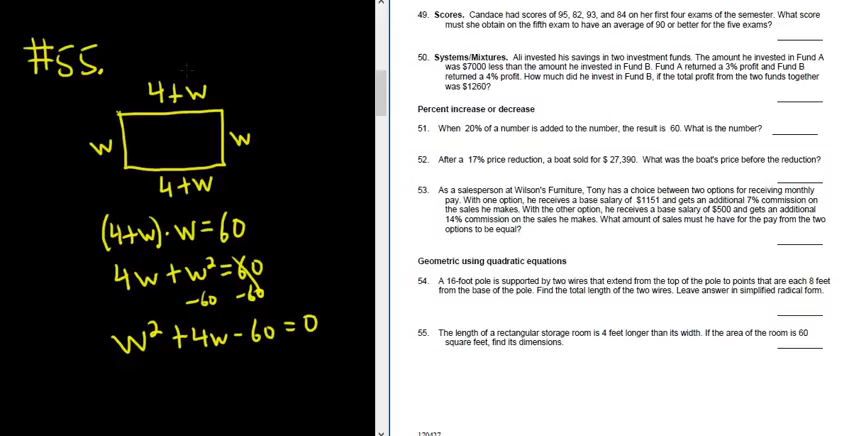 #55.
4+w
w
w
4+w
(4+w)·w=60
4w+w²=60
-60 -60
w²+4w-60=0
49. Scores. Candace had scores of 95, 82, 93, and 84 on her first four exams of the semester. What score
must she obtain on the fifth exam to have an average of 90 or better for the five exams?
50. Systems/Mixtures. Ali invested his savings in two investment funds. The amount he invested in Fund A
was $7000 less than the amount he invested in Fund B. Fund A returned a 3% profit and Fund B
returned a 4% profit. How much did he invest in Fund B, if the total profit from the two funds together
was $1260?
Percent increase or decrease
51. When 20% of a number is added to the number, the result is 60. What is the number?
52. After a 17% price reduction, a boat sold for $ 27,390. What was the boat's price before the reduction?
53. As a salesperson at Wilson's Furniture, Tony has a choice between two options for receiving monthly
pay. With one option, he receives a base salary of $1151 and gets an additional 7% commission on
the sales he makes. With the other option, he receives a base salary of $500 and gets an additional
14% commission on the sales he makes. What amount of sales must he have for the pay from the two
options to be equal?
Geometric using quadratic equations
54. A 16-foot pole is supported by two wires that extend from the top of the pole to points that are each 8 feet
from the base of the pole. Find the total length of the two wires. Leave answer in simplified radical form.
55. The length of a rectangular storage room is 4 feet longer than its width. If the area of the room is 60
square feet, find its dimensions.